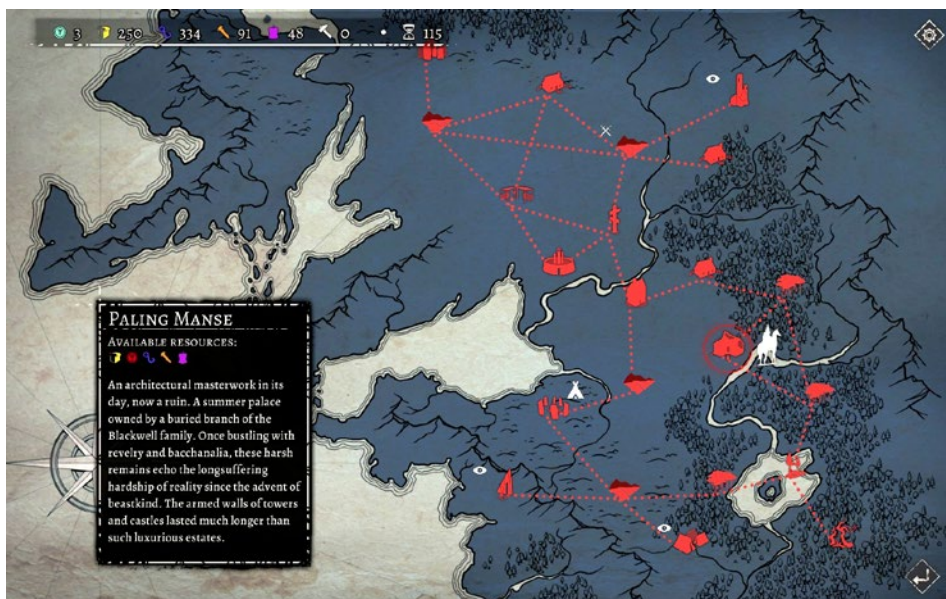 3 250 334 91 48 0 115
PALING MANSE
AVAILABLE RESOURCES:
An architectural masterwork in its
day, now a ruin. A summer palace
owned by a buried branch of the
Blackwell family. Once bustling with
revelry and bacchanalia, these harsh
remains echo the longsuffering
hardship of reality since the advent of
beastkind. The armed walls of towers
and castles lasted much longer than
such luxurious estates.